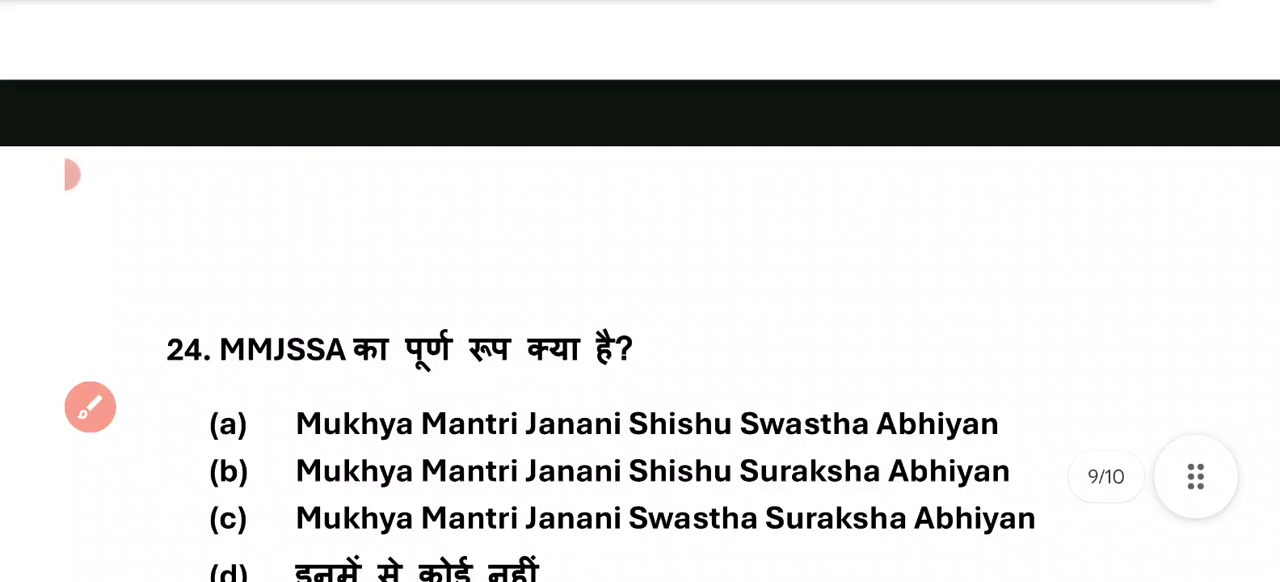 24. MMJSSA का पूर्ण रूप क्या है?
(a) Mukhya Mantri Janani Shishu Swastha Abhiyan
(b) Mukhya Mantri Janani Shishu Suraksha Abhiyan
9/10
(c) Mukhya Mantri Janani Swastha Suraksha Abhiyan
(d) इनमें से कोई नहीं